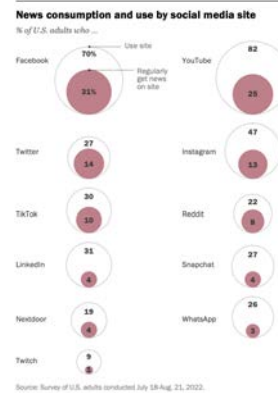 News consumption and use by social media site
% of U.S. adults who ...
Facebook
70%
Use site
31%
Regularly
get news
on site
YouTube
82
25
Twitter
27
14
Instagram
47
13
TikTok
30
10
Reddit
22
8
LinkedIn
31
4
Snapchat
27
4
Nextdoor
19
4
WhatsApp
26
3
Twitch
9
Source: Survey of U.S. adults conducted July 18-Aug. 21, 2022.